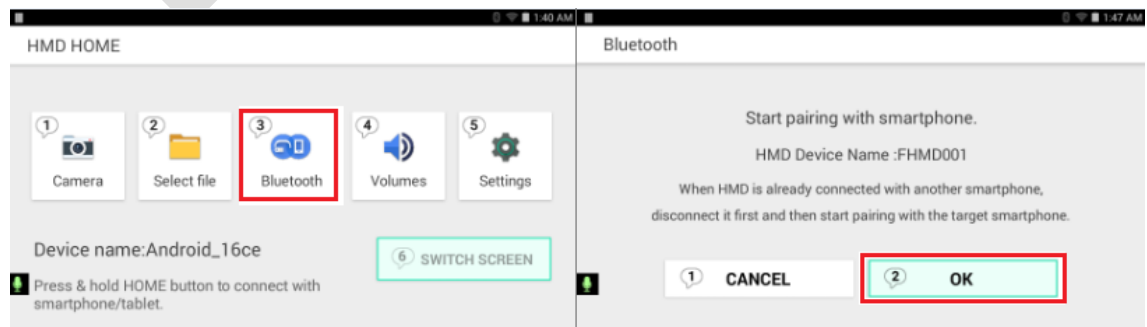 1:40 AM
HMD HOME
1 2 3 4 5
Camera Select file Bluetooth Volumes Settings
Device name:Android_16ce
6 SWITCH SCREEN
Press & hold HOME button to connect with
smartphone/tablet.
1:47 AM
Bluetooth
Start pairing with smartphone.
HMD Device Name :FHMD001
When HMD is already connected with another smartphone,
disconnect it first and then start pairing with the target smartphone.
1 CANCEL 2 OK